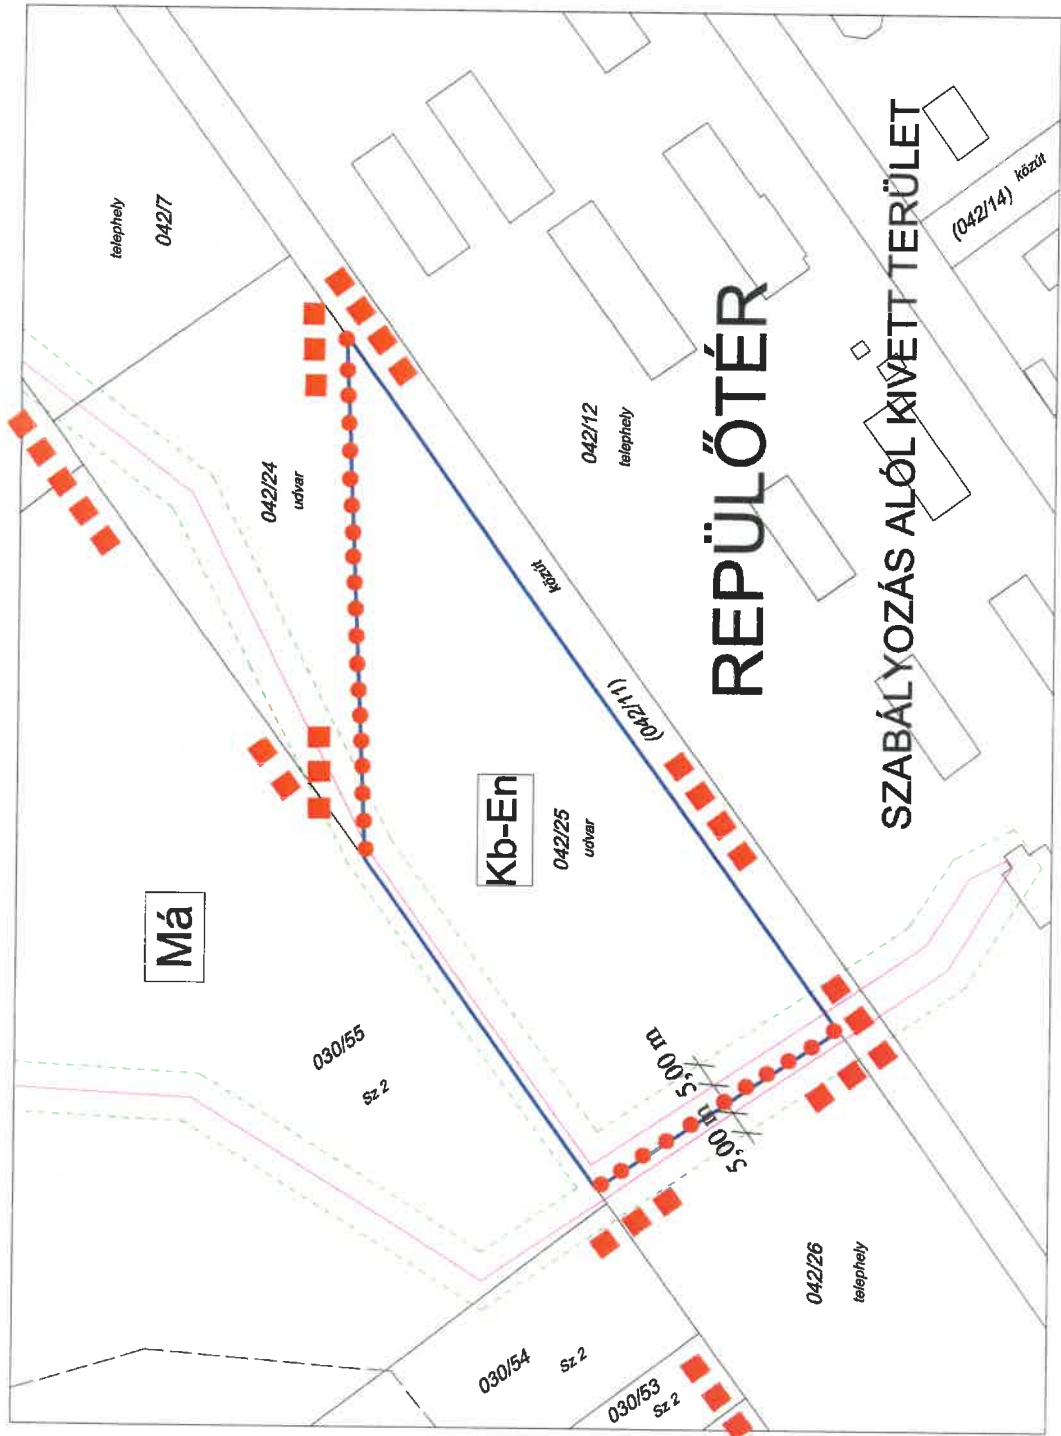 telephely
042/7
042/24
udvar
042/12
telephely
REPÜLŐTÉR
SZABÁLYOZÁS ALÓL KIVETT TERÜLET
(042/14) közút
közút
(042/11)
Kb-En
042/25
udvar
Má
030/55
Sz 2
5,00 m
5,00 m
042/26
telephely
030/54
Sz 2
030/53
Sz 2